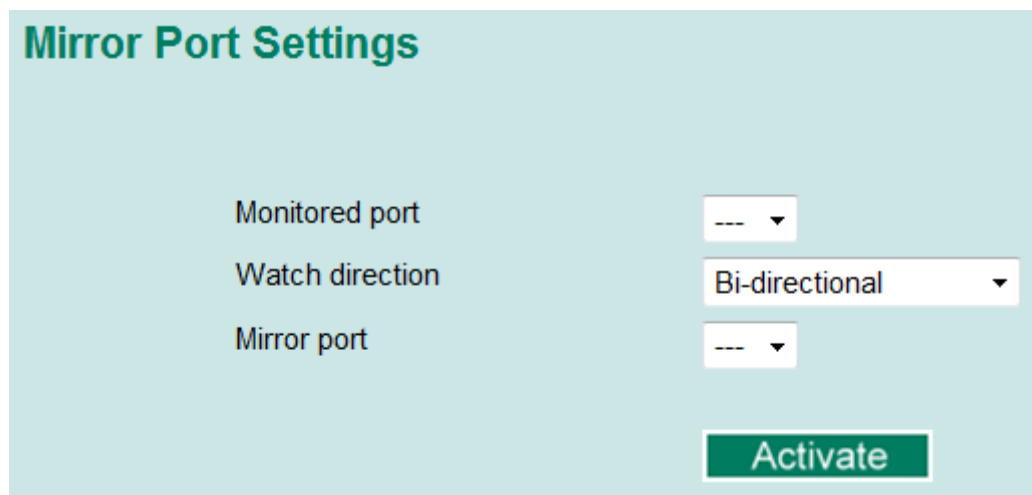 Mirror Port Settings
Monitored port ---
Watch direction Bi-directional
Mirror port ---
Activate